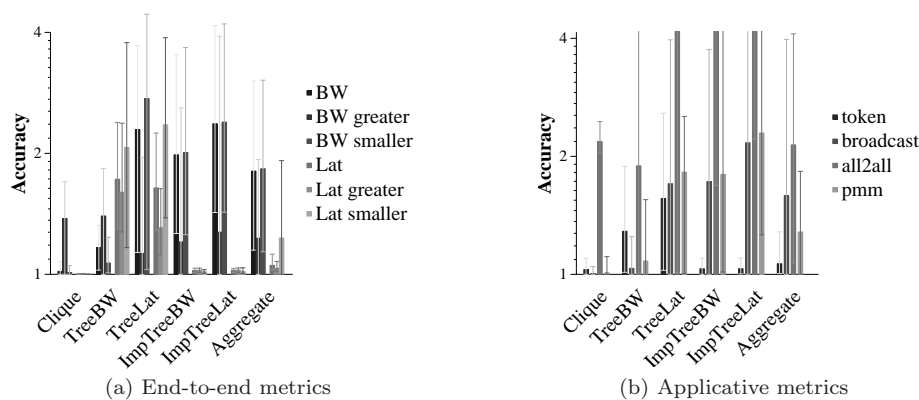 4
2
1
Accuracy
Clique
TreeBW
TreeLat
ImpTreeBW
ImpTreeLat
Aggregate
BW
BW greater
BW smaller
Lat
Lat greater
Lat smaller
(a) End-to-end metrics
4
2
1
Accuracy
Clique
TreeBW
TreeLat
ImpTreeBW
ImpTreeLat
Aggregate
token
broadcast
all2all
pmm
(b) Applicative metrics